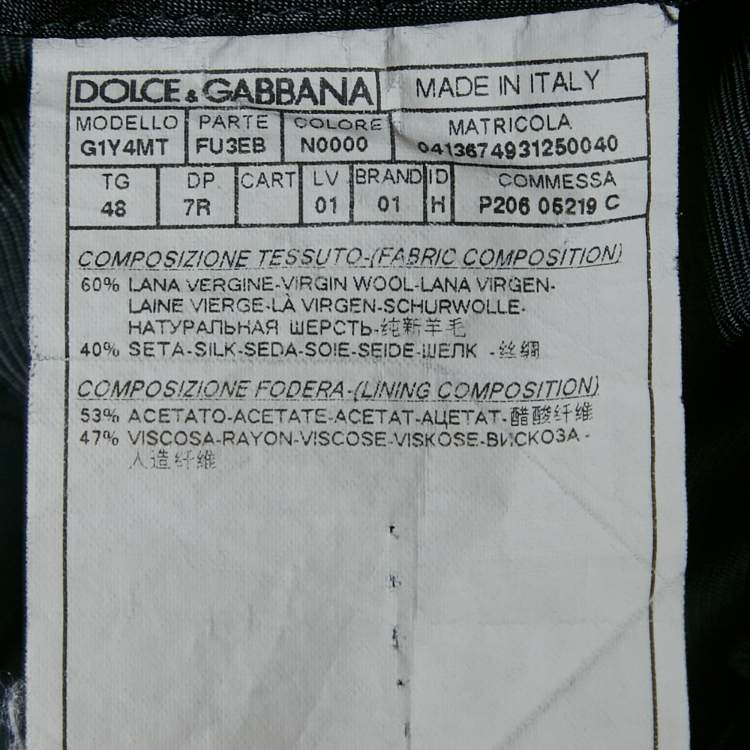 DOLCE & GABBANA MADE IN ITALY
MODELLO PARTE COLORE MATRICOLA
G1Y4MT FU3EB N0000 0413674931250040
TG DP CART LV BRAND ID COMMESSA
48 7R 01 01 H P206 05219 C
COMPOSIZIONE TESSUTO-(FABRIC COMPOSITION)
60% LANA VERGINE-VIRGIN WOOL-LANA VIRGEN-
LAINE VIERGE-LÀ VIRGEN-SCHURWOLLE-
НАТУРАЛЬНАЯ ШЕРСТЬ-纯新羊毛
40% SETA-SILK-SEDA-SOIE-SEIDE-ШЕЛК -丝绸
COMPOSIZIONE FODERA-(LINING COMPOSITION)
53% ACETATO-ACETATE-ACETAT-АЦЕТАТ-醋酸纤维
47% VISCOSA-RAYON-VISCOSE-VISKOSE-ВИСКОЗА-
人造纤维